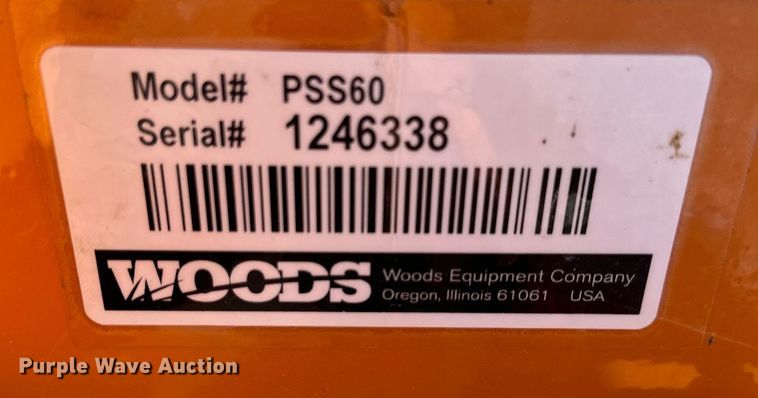 Model# PSS60
Serial# 1246338
WOODS
Woods Equipment Company
Oregon, Illinois 61061 USA
Purple Wave Auction